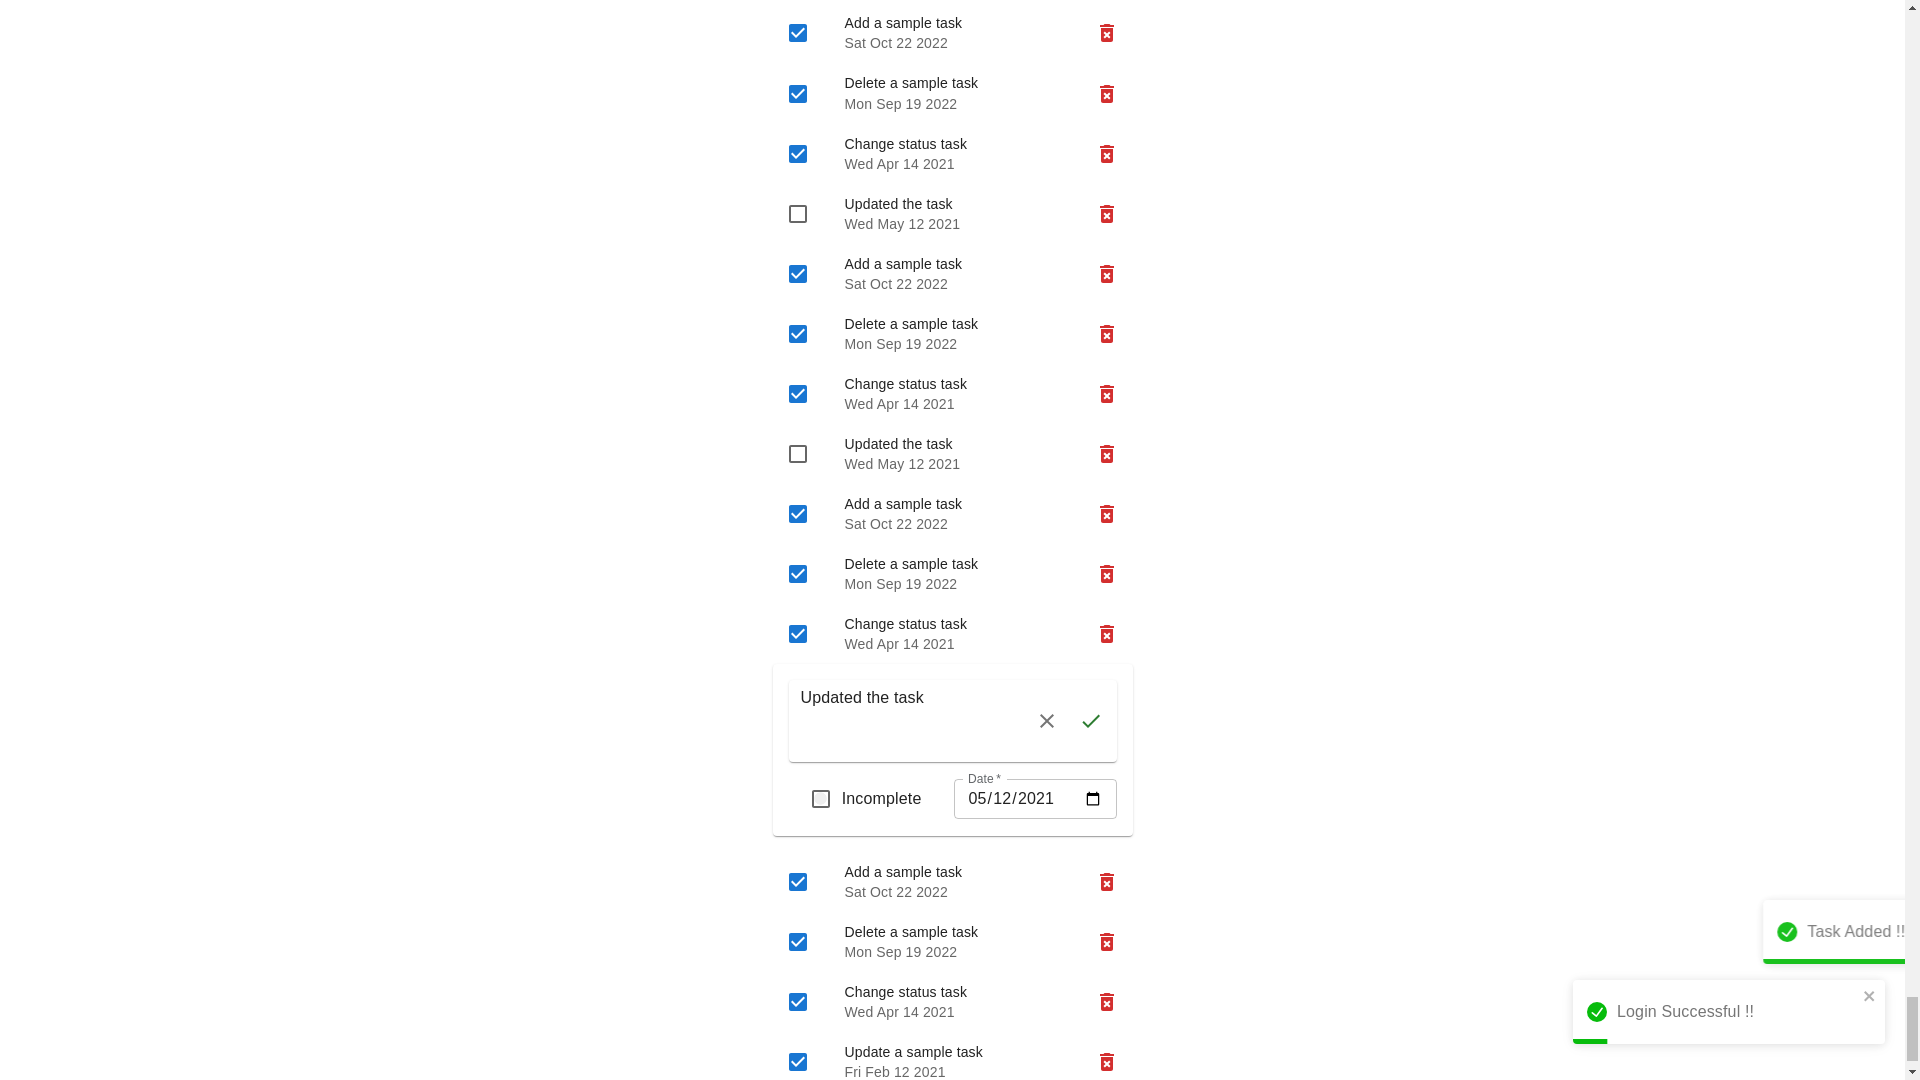 Add a sample task
Sat Oct 22 2022
Delete a sample task
Mon Sep 19 2022
Change status task
Wed Apr 14 2021
Updated the task
Wed May 12 2021
Add a sample task
Sat Oct 22 2022
Delete a sample task
Mon Sep 19 2022
Change status task
Wed Apr 14 2021
Updated the task
Wed May 12 2021
Add a sample task
Sat Oct 22 2022
Delete a sample task
Mon Sep 19 2022
Change status task
Wed Apr 14 2021
Updated the task
Date *
Incomplete
05/12/2021
Add a sample task
Sat Oct 22 2022
Delete a sample task
Mon Sep 19 2022
Task Added !!
Change status task
Wed Apr 14 2021
Login Successful !!
Update a sample task
Fri Feb 12 2021